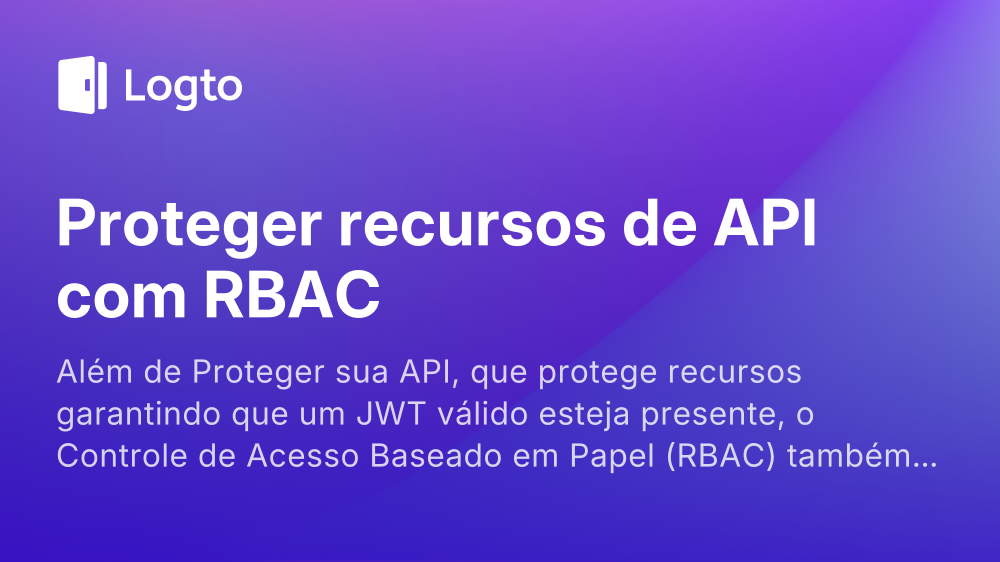 Logto
Proteger recursos de API
com RBAC
Além de Proteger sua API, que protege recursos
garantindo que um JWT válido esteja presente, o
Controle de Acesso Baseado em Papel (RBAC) também...